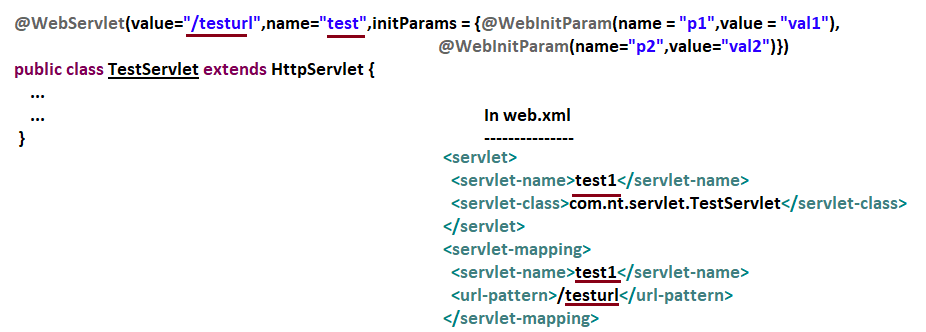 @WebServlet(value="/testurl",name="test",initParams = {@WebInitParam(name = "p1",value = "val1"),
@WebInitParam(name="p2",value="val2")})
public class TestServlet extends HttpServlet {
...
...
}
In web.xml
---------------
<servlet>
<servlet-name>test1</servlet-name>
<servlet-class>com.nt.servlet.TestServlet</servlet-class>
</servlet>
<servlet-mapping>
<servlet-name>test1</servlet-name>
<url-pattern>/testurl</url-pattern>
</servlet-mapping>